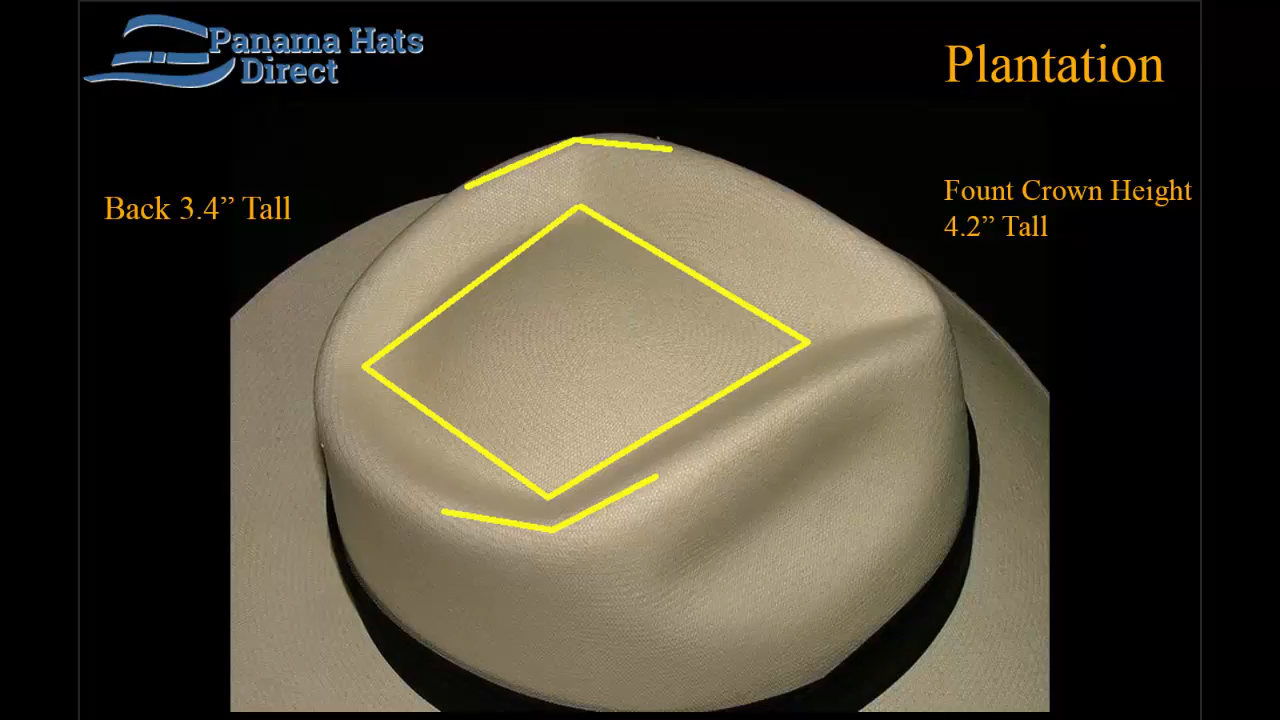 Panama Hats
Direct
Plantation
Back 3.4” Tall
Fount Crown Height
4.2” Tall